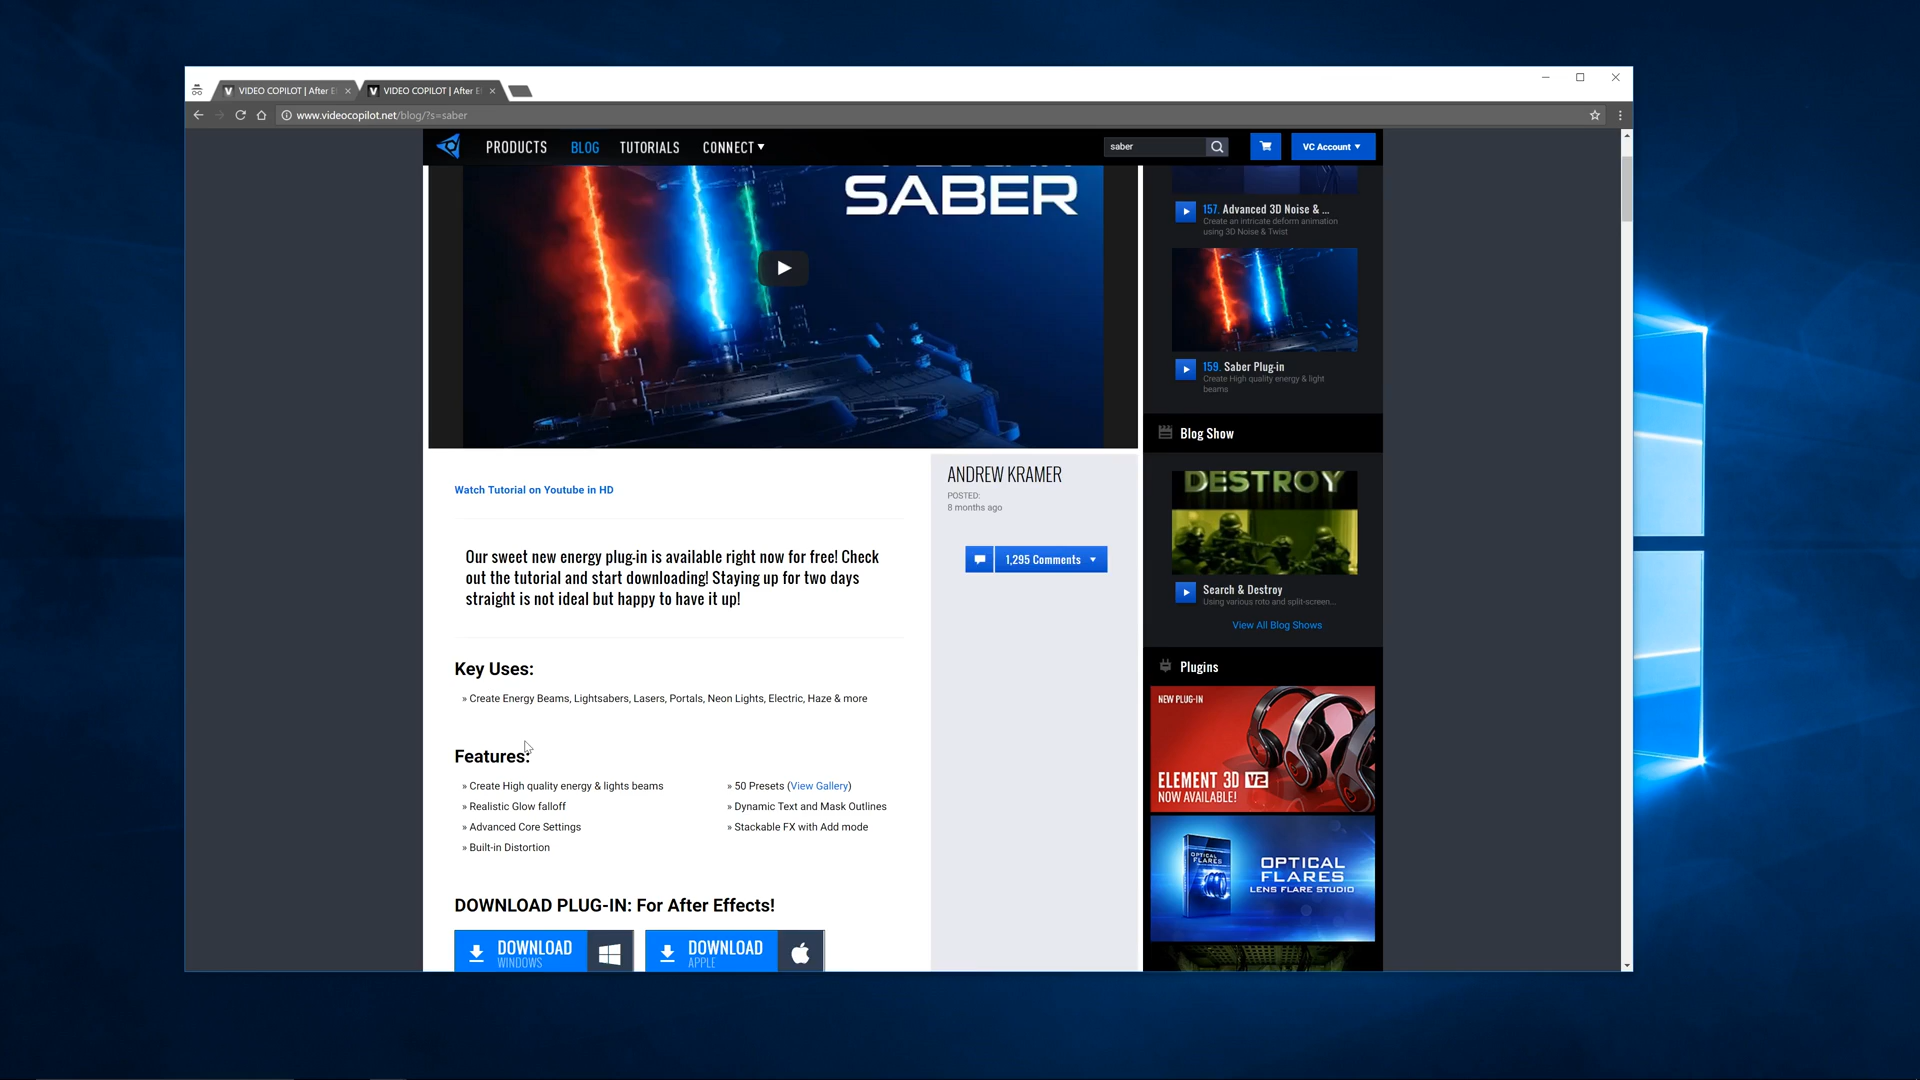 VIDEO COPILOT | After E
VIDEO COPILOT | After E
www.videocopilot.net/blog/?s=saber
PRODUCTS
BLOG
TUTORIALS
CONNECT
saber
VC Account
SABER
157. Advanced 3D Noise & ...
Create an intricate deform animation
using 3D Noise & Twist
159. Saber Plug-in
Create High quality energy & light
beams
Blog Show
DESTROY
Search & Destroy
Using various roto and split-screen...
View All Blog Shows
Plugins
NEW PLUG-IN
ELEMENT 3D V2
NOW AVAILABLE!
OPTICAL
FLARES
OPTICAL
FLARES
LENS FLARE STUDIO
Watch Tutorial on Youtube in HD
ANDREW KRAMER
POSTED:
8 months ago
1,295 Comments
Our sweet new energy plug-in is available right now for free! Check
out the tutorial and start downloading! Staying up for two days
straight is not ideal but happy to have it up!
Key Uses:
» Create Energy Beams, Lightsabers, Lasers, Portals, Neon Lights, Electric, Haze & more
Features:
» Create High quality energy & lights beams
» Realistic Glow falloff
» Advanced Core Settings
» Built-in Distortion
» 50 Presets (View Gallery)
» Dynamic Text and Mask Outlines
» Stackable FX with Add mode
DOWNLOAD PLUG-IN: For After Effects!
DOWNLOAD
WINDOWS
DOWNLOAD
APPLE